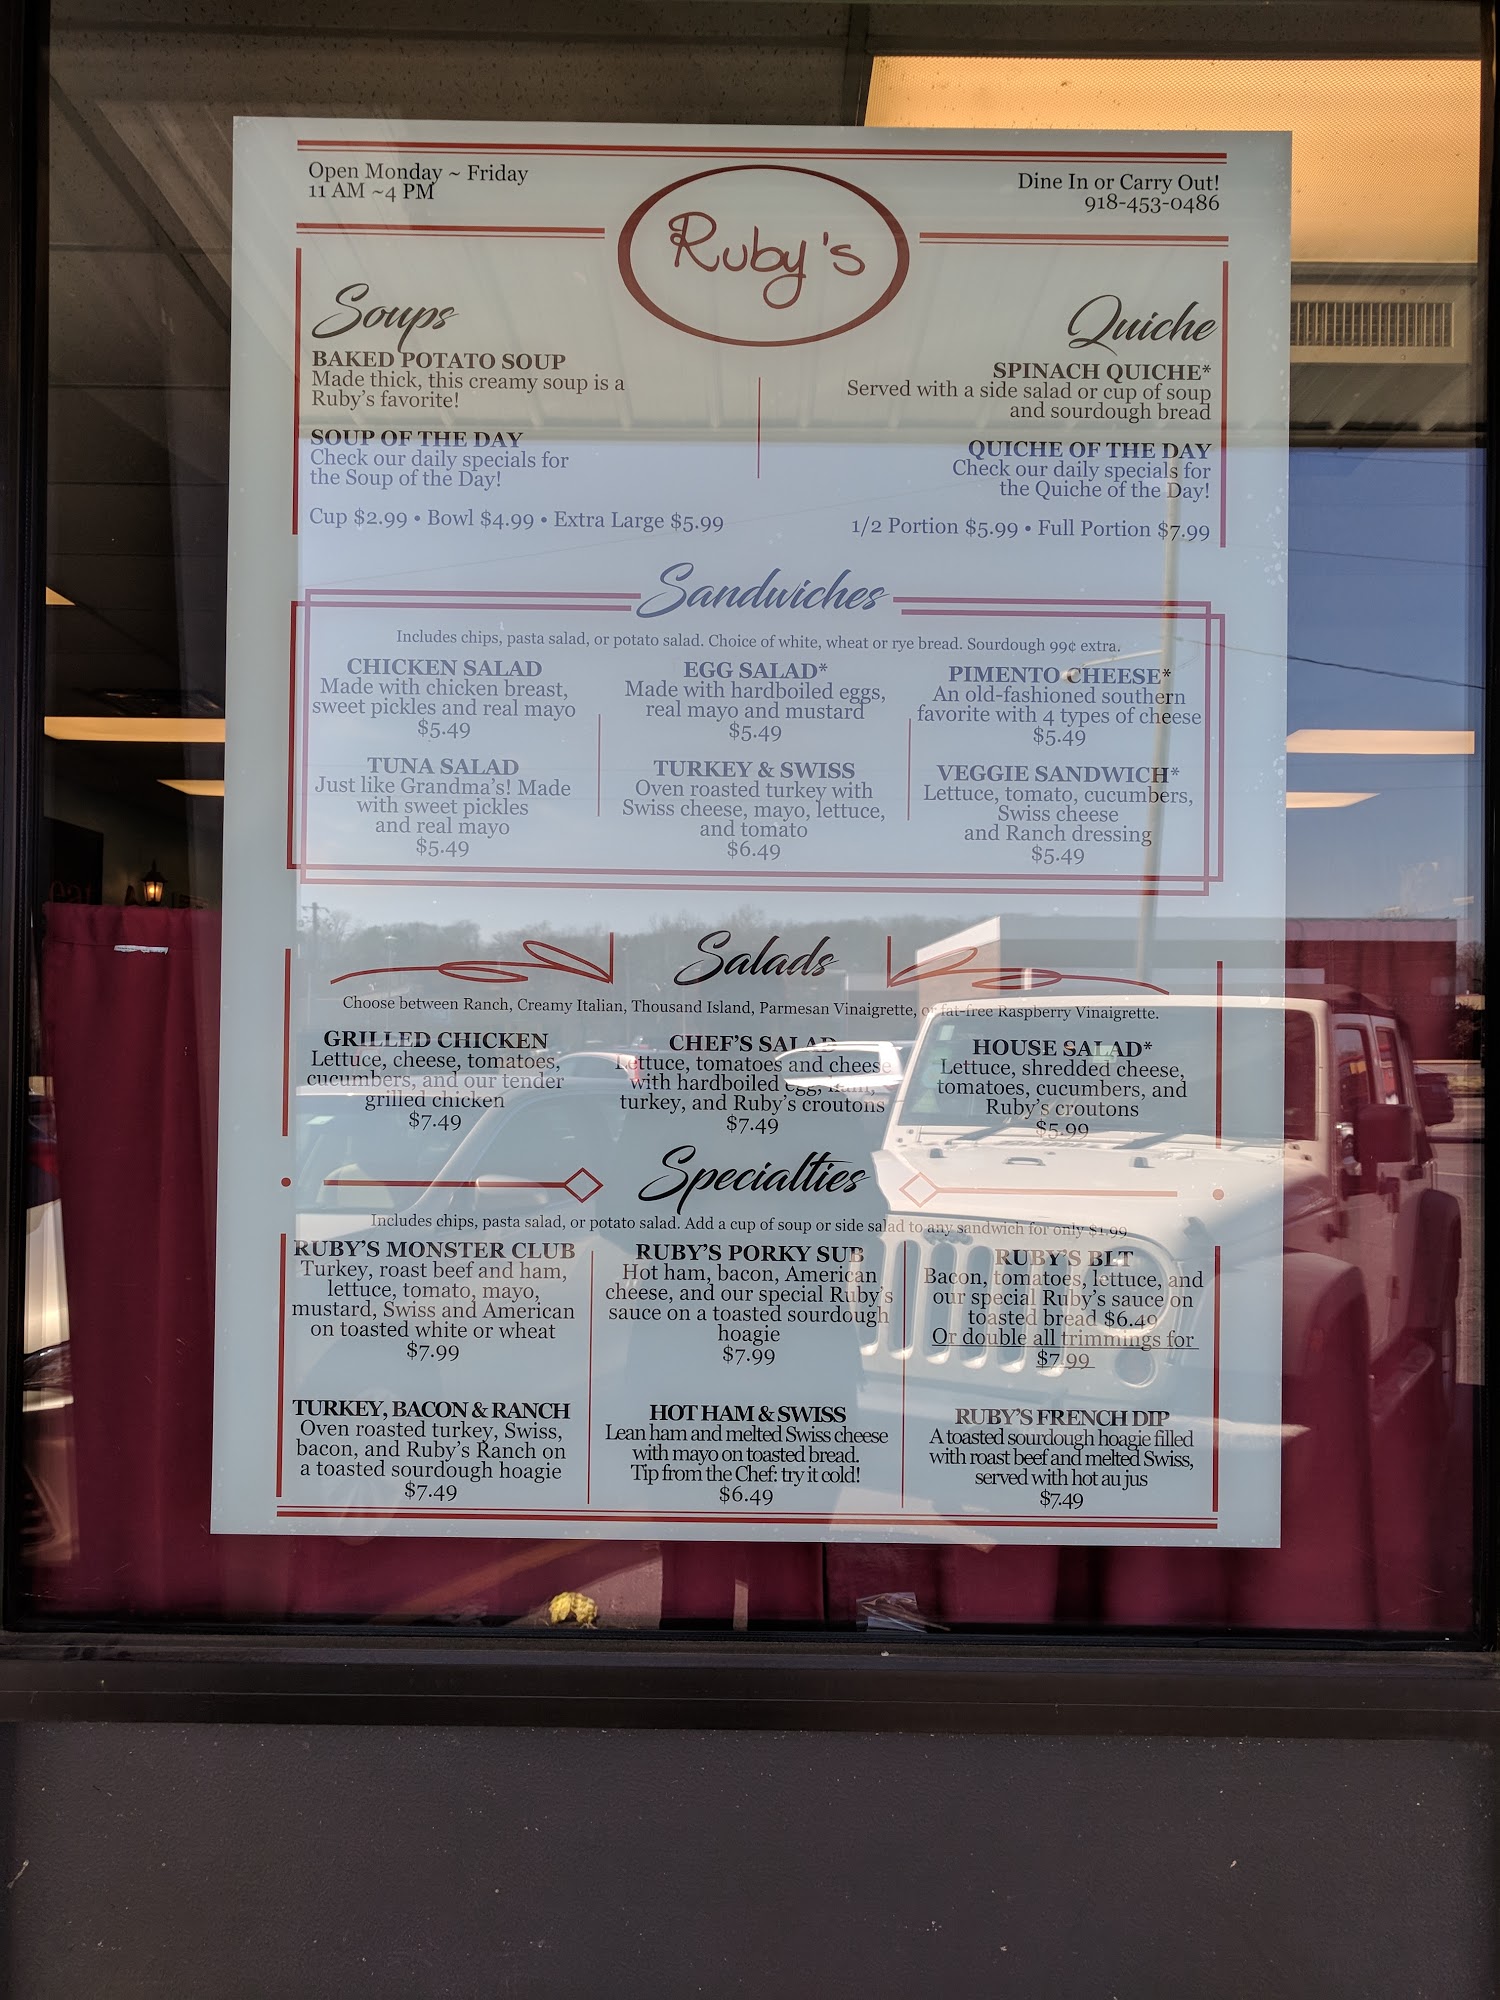 Open Monday ~ Friday
11 AM ~4 PM
Ruby's
Dine In or Carry Out!
918-453-0486
Soups
BAKED POTATO SOUP
Made thick, this creamy soup is a
Ruby's favorite!
SOUP OF THE DAY
Check our daily specials for
the Soup of the Day!
Cup $2.99 • Bowl $4.99 • Extra Large $5.99
Quiche
SPINACH QUICHE*
Served with a side salad or cup of soup
and sourdough bread
QUICHE OF THE DAY
Check our daily specials for
the Quiche of the Day!
1/2 Portion $5.99 • Full Portion $7.99
Sandwiches
Includes chips, pasta salad, or potato salad. Choice of white, wheat or rye bread. Sourdough 99¢ extra.
CHICKEN SALAD
Made with chicken breast,
sweet pickles and real mayo
$5.49
EGG SALAD*
Made with hardboiled eggs,
real mayo and mustard
$5.49
PIMENTO CHEESE*
An old-fashioned southern
favorite with 4 types of cheese
$5.49
TUNA SALAD
Just like Grandma's! Made
with sweet pickles
and real mayo
$5.49
TURKEY & SWISS
Oven roasted turkey with
Swiss cheese, mayo, lettuce,
and tomato
$6.49
VEGGIE SANDWICH*
Lettuce, tomato, cucumbers,
Swiss cheese
and Ranch dressing
$5.49
Salads
Choose between Ranch, Creamy Italian, Thousand Island, Parmesan Vinaigrette, or fat-free Raspberry Vinaigrette.
GRILLED CHICKEN
Lettuce, cheese, tomatoes,
cucumbers, and our tender
grilled chicken
$7.49
CHEF'S SALAD
Lettuce, tomatoes and cheese
with hardboiled egg, ham,
turkey, and Ruby's croutons
$7.49
HOUSE SALAD*
Lettuce, shredded cheese,
tomatoes, cucumbers, and
Ruby's croutons
$5.99
Specialties
Includes chips, pasta salad, or potato salad. Add a cup of soup or side salad to any sandwich for only $1.99
RUBY'S MONSTER CLUB
Turkey, roast beef and ham,
lettuce, tomato, mayo,
mustard, Swiss and American
on toasted white or wheat
$7.99
RUBY'S PORKY SUB
Hot ham, bacon, American
cheese, and our special Ruby's
sauce on a toasted sourdough
hoagie
$7.99
RUBY'S BLT
Bacon, tomatoes, lettuce, and
our special Ruby's sauce on
toasted bread $6.49
Or double all trimmings for
$7.99
TURKEY, BACON & RANCH
Oven roasted turkey, Swiss,
bacon, and Ruby's Ranch on
a toasted sourdough hoagie
$7.49
HOT HAM & SWISS
Lean ham and melted Swiss cheese
with mayo on toasted bread.
Tip from the Chef: try it cold!
$6.49
RUBY'S FRENCH DIP
A toasted sourdough hoagie filled
with roast beef and melted Swiss,
served with hot au jus
$7.49